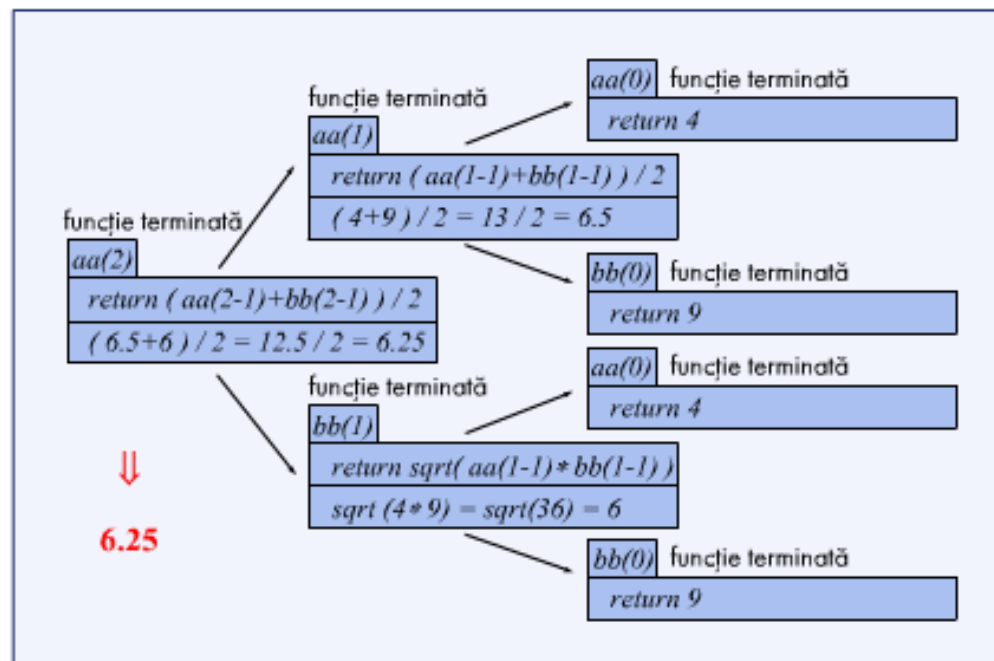 funcție terminată
aa(2)
return ( aa(2-1)+bb(2-1) ) / 2
( 6.5+6 ) / 2 = 12.5 / 2 = 6.25
funcție terminată
aa(1)
return ( aa(1-1)+bb(1-1) ) / 2
( 4+9 ) / 2 = 13 / 2 = 6.5
aa(0) funcție terminată
return 4
bb(0) funcție terminată
return 9
funcție terminată
bb(1)
return sqrt( aa(1-1)* bb(1-1) )
sqrt (4* 9) = sqrt(36) = 6
aa(0) funcție terminată
return 4
bb(0) funcție terminată
return 9
⇓
6.25